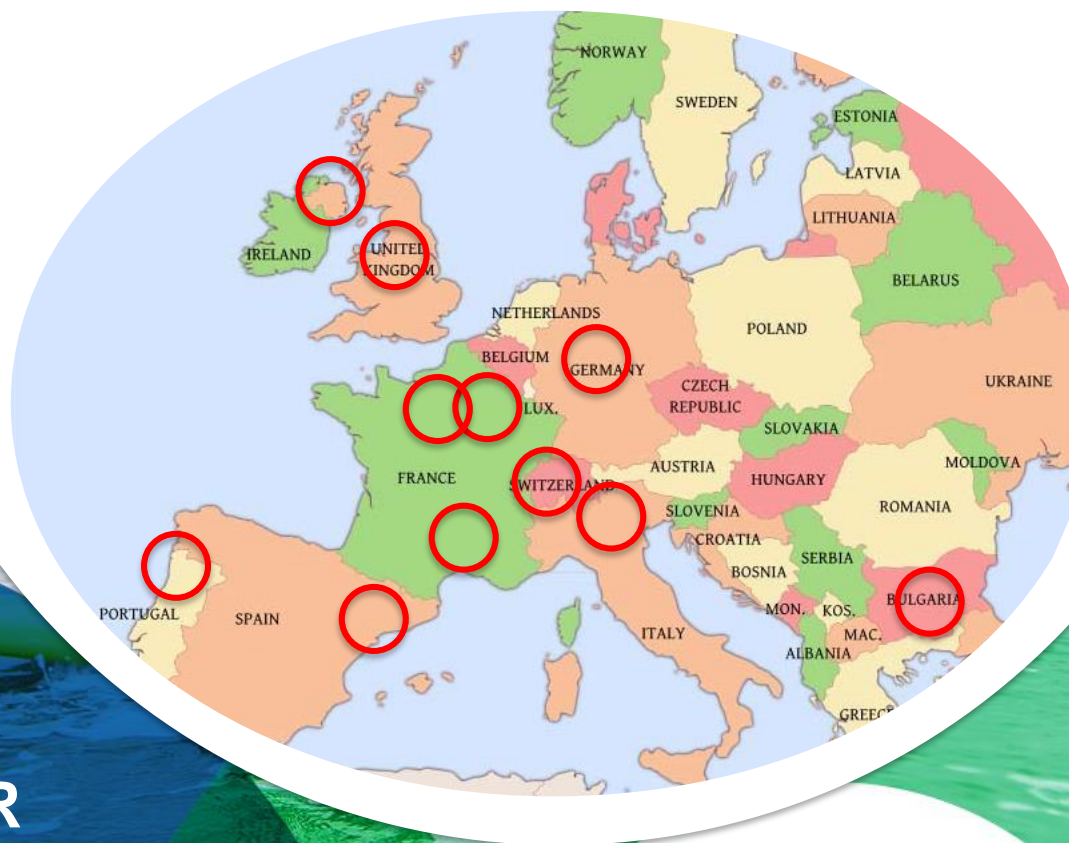 NORWAY
SWEDEN
ESTONIA
LATVIA
LITHUANIA
IRELAND
UNITED
KINGDOM
BELARUS
NETHERLANDS
POLAND
BELGIUM
GERMANY
CZECH
REPUBLIC
UKRAINE
LUX.
SLOVAKIA
FRANCE
SWITZERLAND
AUSTRIA
HUNGARY
MOLDOVA
SLOVENIA
ROMANIA
CROATIA
BOSNIA
SERBIA
PORTUGAL
SPAIN
ITALY
MON.
KOS.
BULGARIA
MAC.
ALBANIA
GREECE
R